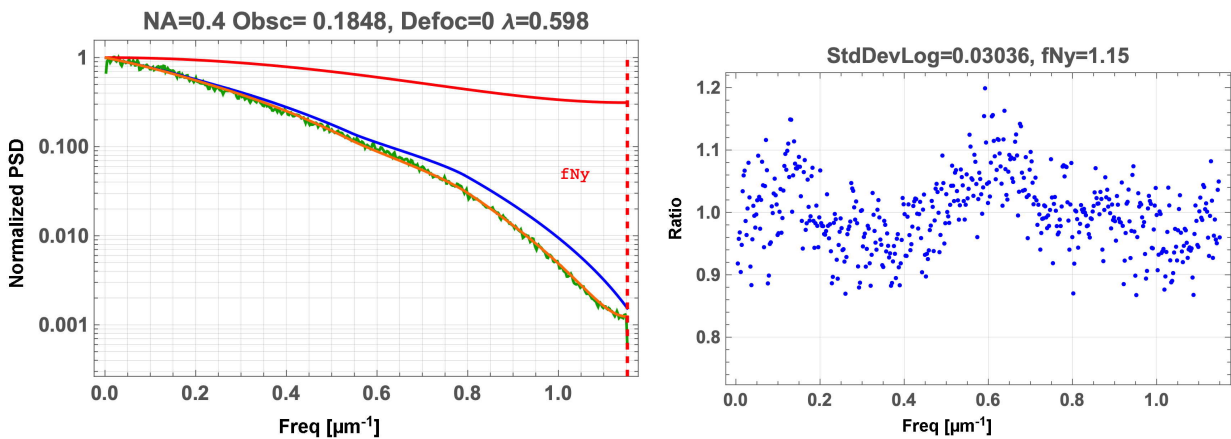 NA=0.4 Obsc= 0.1848, Defoc=0 λ=0.598
Normalized PSD
1
0.100
0.010
0.001
fNy
0.0 0.2 0.4 0.6 0.8 1.0
Freq [μm⁻¹]
StdDevLog=0.03036, fNy=1.15
Ratio
1.2
1.1
1.0
0.9
0.8
0.0 0.2 0.4 0.6 0.8 1.0
Freq [μm⁻¹]